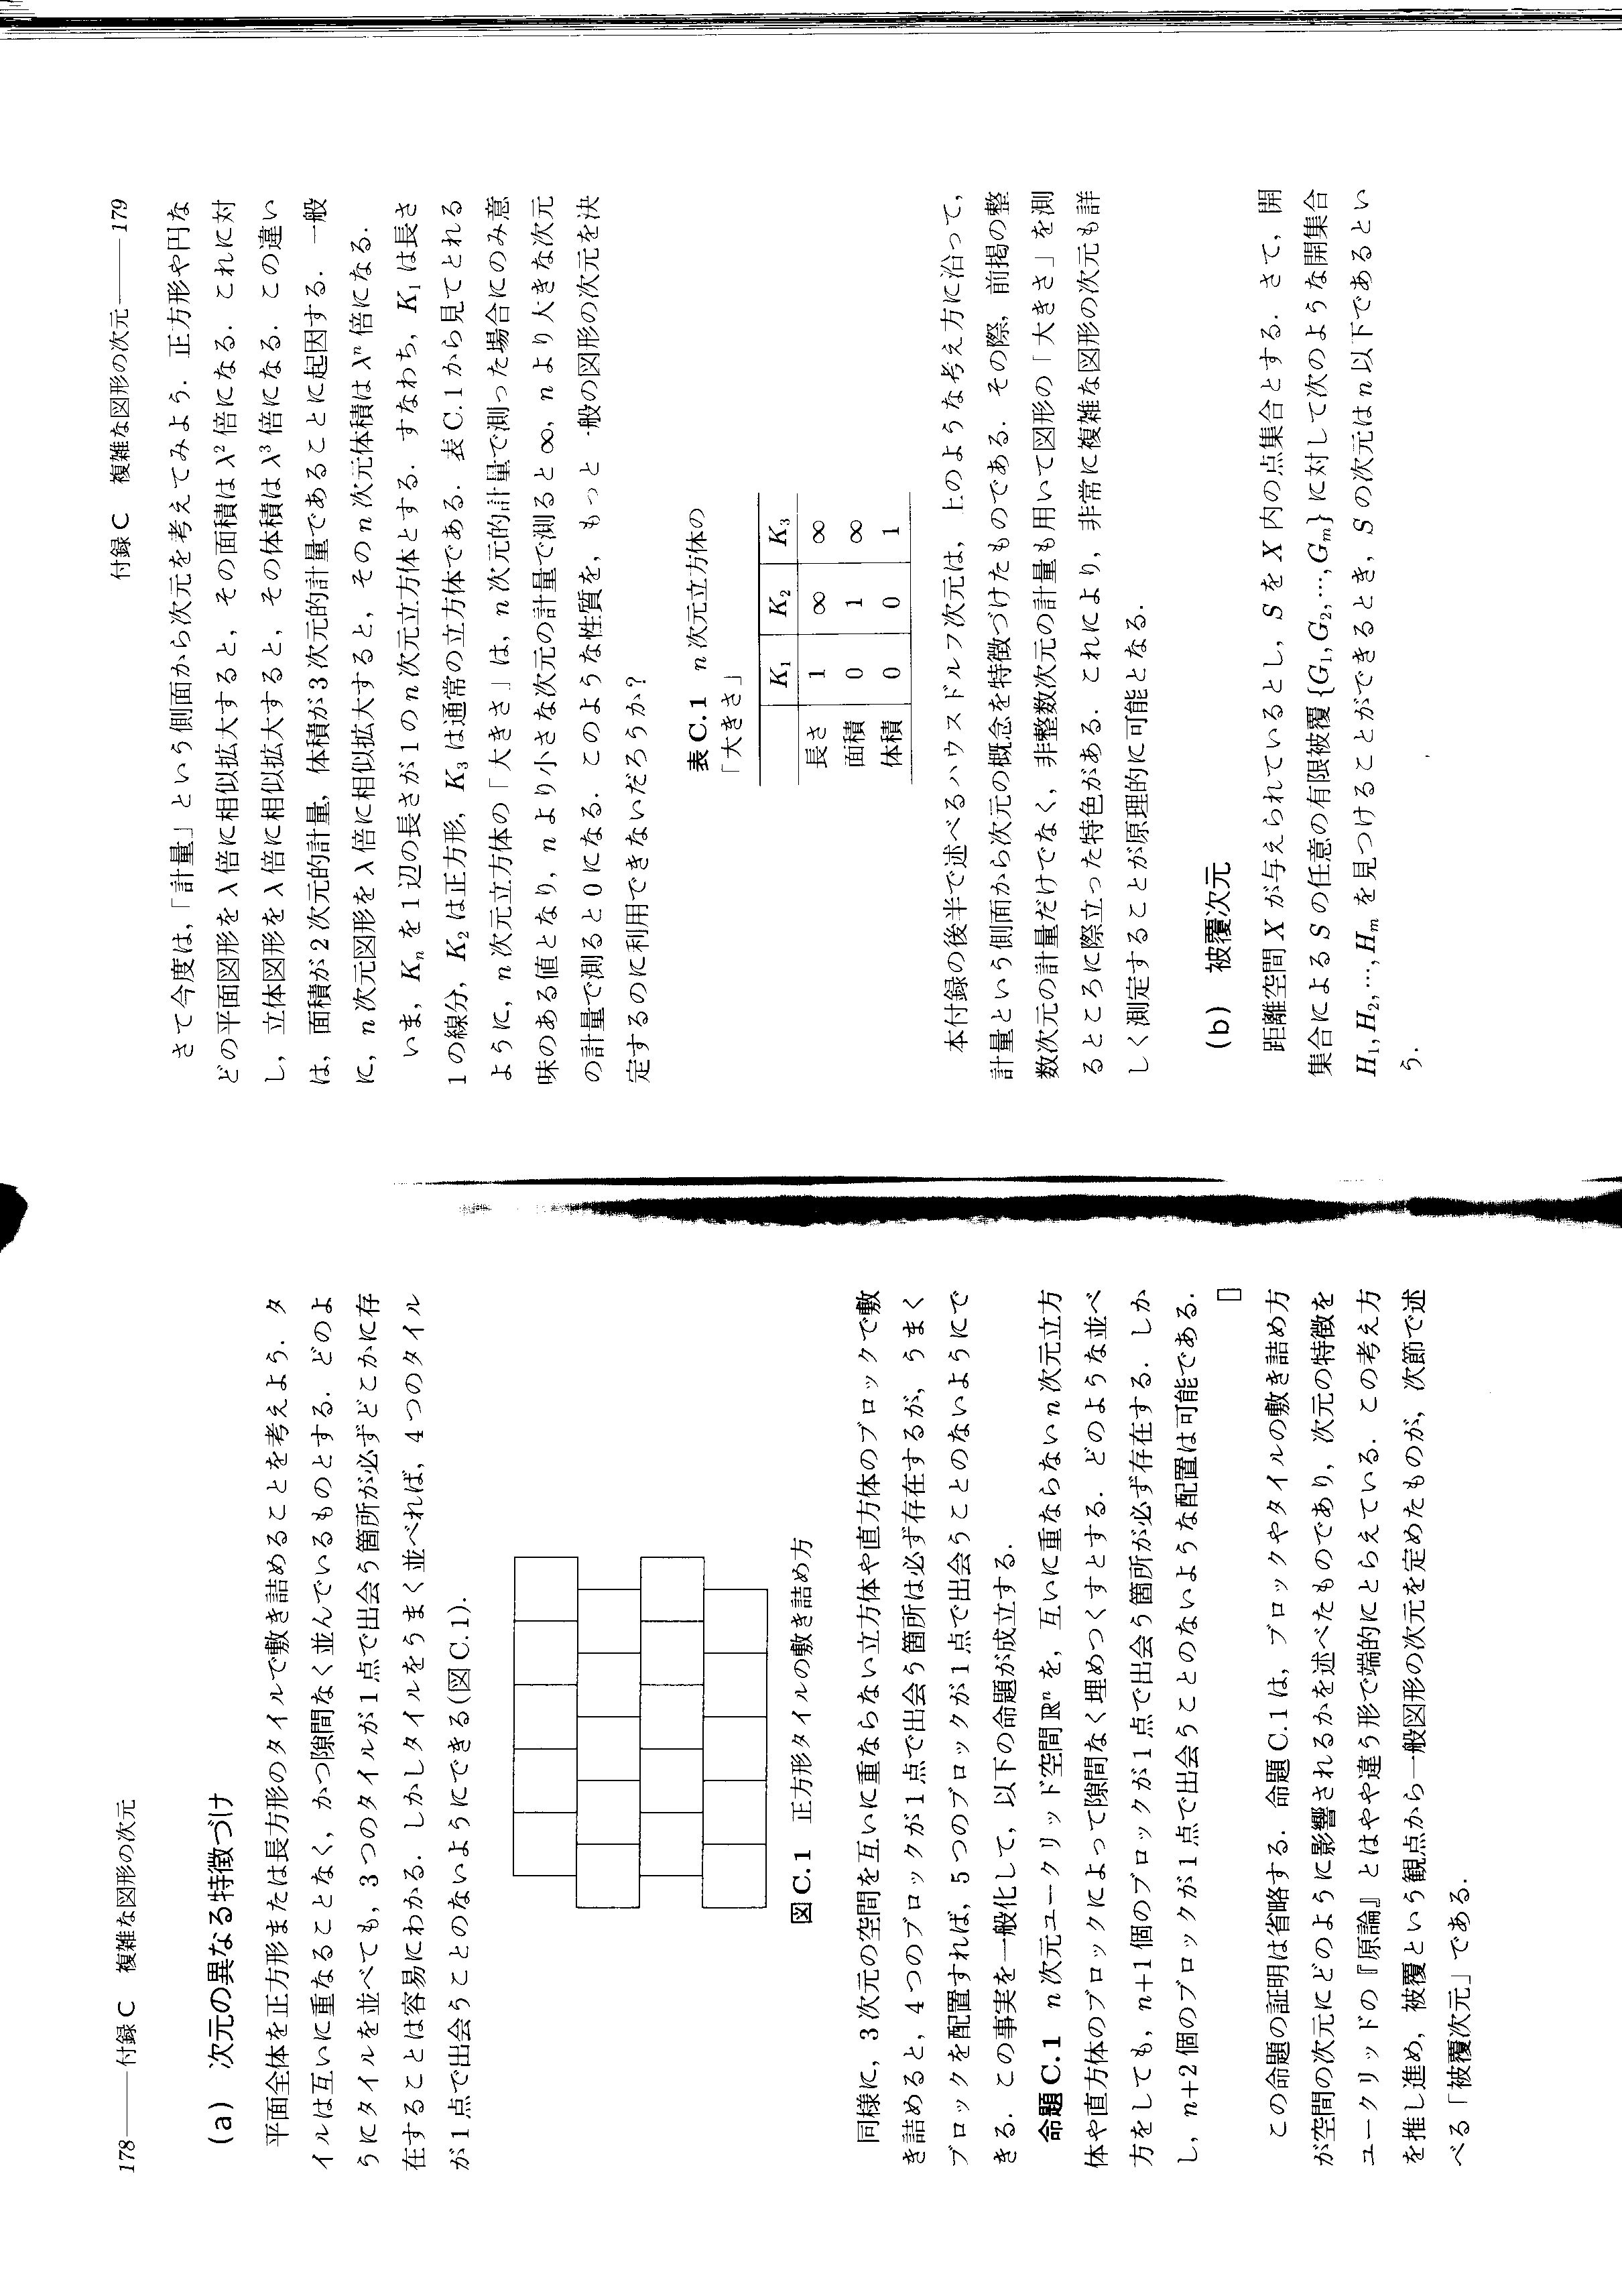 178——付録C　複雑な図形の次元
(a)　次元の異なる特徴づけ
平面全体を正方形または長方形のタイルで敷き詰めることを考えよう．タ
イルは互いに重なることなく，かつ隙間なく並んでいるものとする．どのよ
うにタイルを並べても，3つのタイルが1点で出会う箇所が必ずどこかに存
在することは容易にわかる．しかしタイルをうまく並べれば，4つのタイル
が1点で出会うことのないようにできる(図C.1)．
図C.1　正方形タイルの敷き詰め方
同様に，3次元の空間を互いに重ならない立方体や直方体のブロックで敷
き詰めると，4つのブロックが1点で出会う箇所は必ず存在するが，うまく
ブロックを配置すれば，5つのブロックが1点で出会うことのないようにで
きる．この事実を一般化して，以下の命題が成立する．
命題C.1　n次元ユークリッド空間ℝⁿを，互いに重ならないn次元立方
体や直方体のブロックによって隙間なく埋めつくすとする．どのような並べ
方をしても，n+1個のブロックが1点で出会う箇所が必ず存在する．しか
し，n+2個のブロックが1点で出会うことのないような配置は可能である．
□
この命題の証明は省略する．命題C.1は，ブロックやタイルの敷き詰め方
が空間の次元にどのように影響されるかを述べたものであり，次元の特徴を
ユークリッドの『原論』とはやや違う形で端的にとらえている．この考え方
を推し進め，被覆という観点から一般図形の次元を定めたものが，次節で述
べる「被覆次元」である．
付録C　複雑な図形の次元——179
さて今度は，「計量」という側面から次元を考えてみよう．正方形や円な
どの平面図形をλ倍に相似拡大すると，その面積はλ²倍になる．これに対
し，立体図形をλ倍に相似拡大すると，その体積はλ³倍になる．この違い
は，面積が2次元的計量，体積が3次元的計量であることに起因する．一般
に，n次元図形をλ倍に相似拡大すると，そのn次元体積はλⁿ倍になる．
いま，Kₙを1辺の長さが1のn次元立方体とする．すなわち，K₁は長さ
1の線分，K₂は正方形，K₃は通常の立方体である．表C.1から見てとれる
ように，n次元立方体の「大きさ」は，n次元的計量で測った場合にのみ意
味のある値となり，nより小さな次元の計量で測ると∞，nより大きな次元
の計量で測ると0になる．このような性質を，もっと一般の図形の次元を決
定するのに利用できないだろうか？
表C.1　n次元立方体の
「大きさ」
K₁ K₂ K₃
長さ 1 ∞ ∞
面積 0 1 ∞
体積 0 0 1
本付録の後半で述べるハウスドルフ次元は，上のような考え方に沿って，
計量という側面から次元の概念を特徴づけたものである．その際，前掲の整
数次元の計量だけでなく，非整数次元の計量も用いて図形の「大きさ」を測
るところに際立った特色がある．これにより，非常に複雑な図形の次元も詳
しく測定することが原理的に可能となる．
(b)　被覆次元
距離空間Xが与えられているとし，SをX内の点集合とする．さて，開
集合によるSの任意の有限被覆{G₁,G₂,…,Gₘ}に対して次のような開集合
H₁,H₂,…,Hₘを見つけることができるとき，Sの次元はn以下であるとい
う．